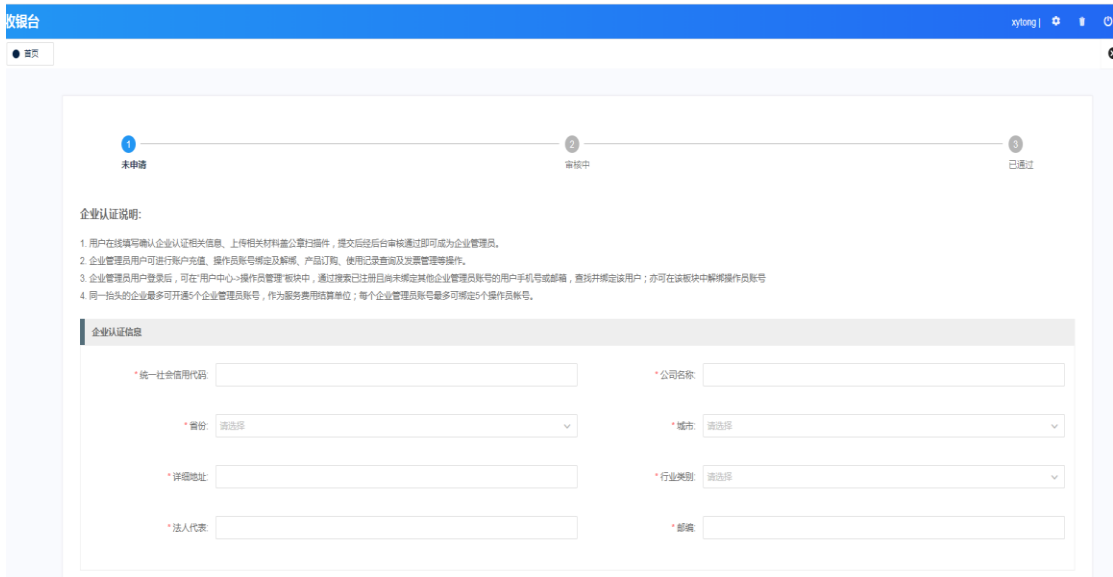 收银台
xytong |
首页
1
2
3
未申请
审核中
已通过
企业认证说明:
1. 用户在线填写确认企业认证相关信息、上传相关材料盖公章扫描件，提交后经后台审核通过即可成为企业管理员。
2. 企业管理员用户可进行账户充值、操作员账号绑定及解绑、产品订购、使用记录查询及发票管理等操作。
3. 企业管理员用户登录后，可在"用户中心->操作员管理"板块中，通过搜索已注册且尚未绑定其他企业管理员账号的用户手机号或邮箱，查找并绑定该用户；亦可在该板块中解绑操作员账号
4. 同一抬头的企业最多可开通5个企业管理员账号，作为服务费用结算单位；每个企业管理员账号最多可绑定5个操作员帐号。
企业认证信息
* 统一社会信用代码:
* 公司名称:
* 省份: 请选择
* 城市: 请选择
* 详细地址:
* 行业类别: 请选择
* 法人代表:
* 邮编: